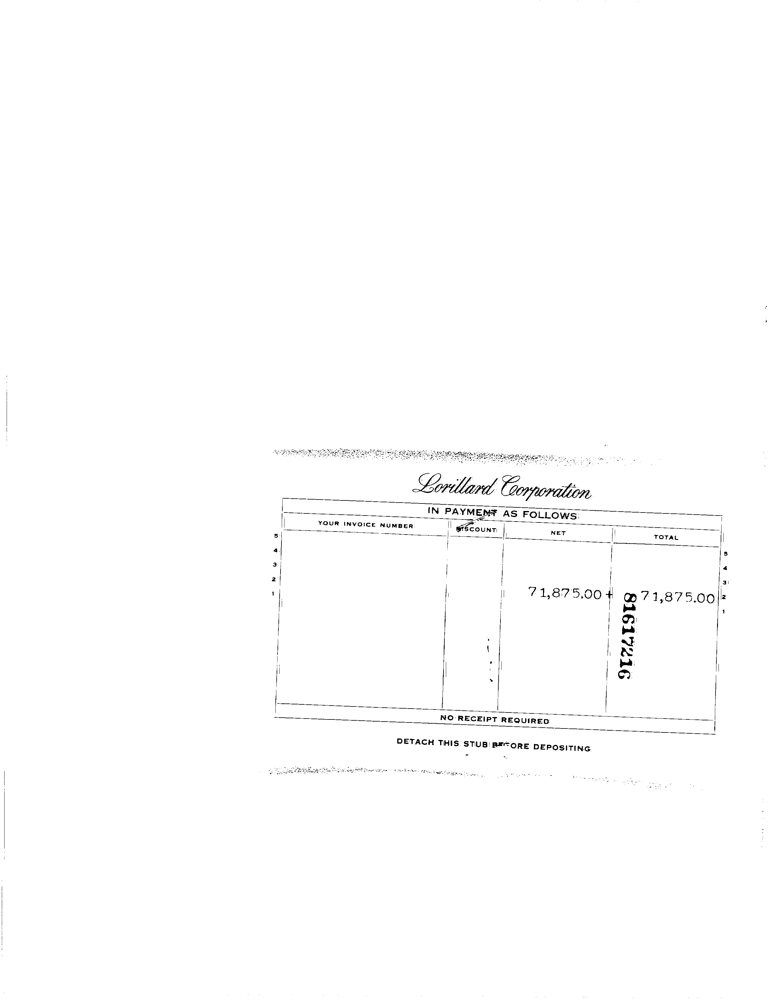 Lorillard Corporation
IN PAYMENT AS FOLLOWS
YOUR INVOICE NUMBER DISCOUNT NET TOTAL
5 5
4 4
3 3
2 71,875.00+ 71,875.00 2
1 1
81617216
NO RECEIPT REQUIRED
DETACH THIS STUB BEFORE DEPOSITING